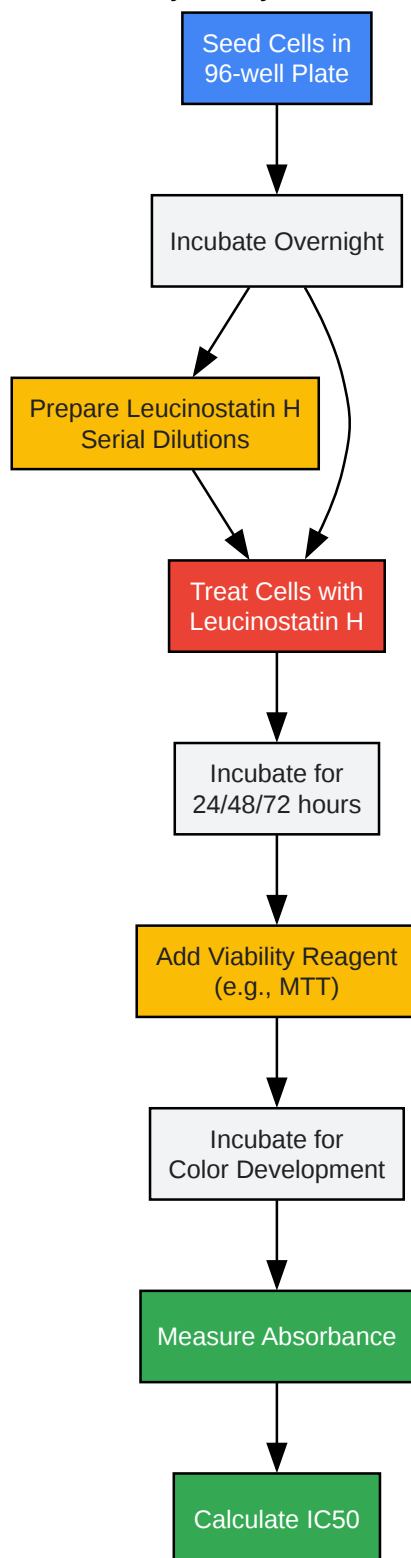 Seed Cells in
96-well Plate
Incubate Overnight
Prepare Leucinostatin H
Serial Dilutions
Treat Cells with
Leucinostatin H
Incubate for
24/48/72 hours
Add Viability Reagent
(e.g., MTT)
Incubate for
Color Development
Measure Absorbance
Calculate IC50